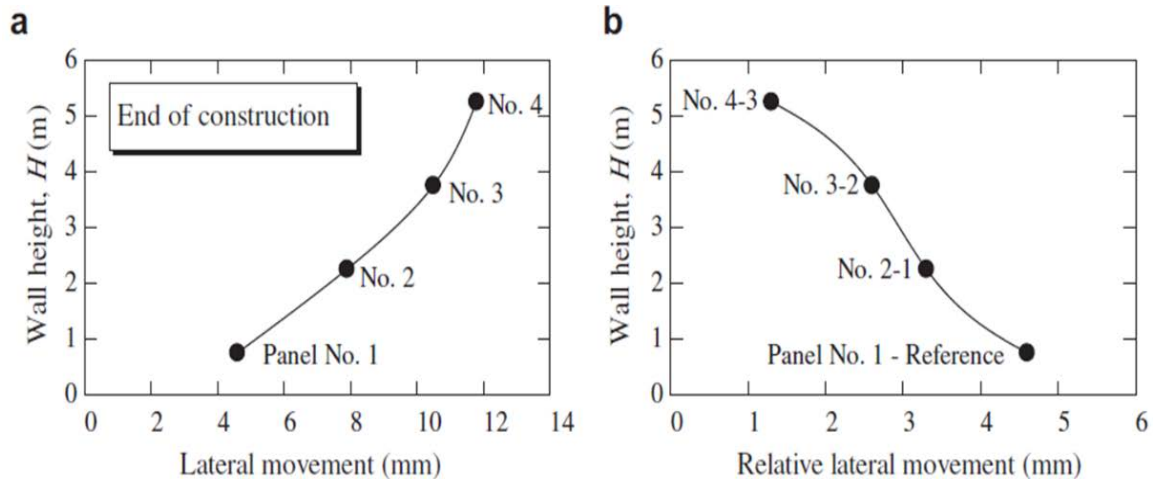 a
6
5
4
3
2
1
0
Wall height, H (m)
End of construction
No. 4
No. 3
No. 2
Panel No. 1
0 2 4 6 8 10 12 14
Lateral movement (mm)
b
6
5
4
3
2
1
0
Wall height, H (m)
No. 4-3
No. 3-2
No. 2-1
Panel No. 1 - Reference
0 1 2 3 4 5 6
Relative lateral movement (mm)